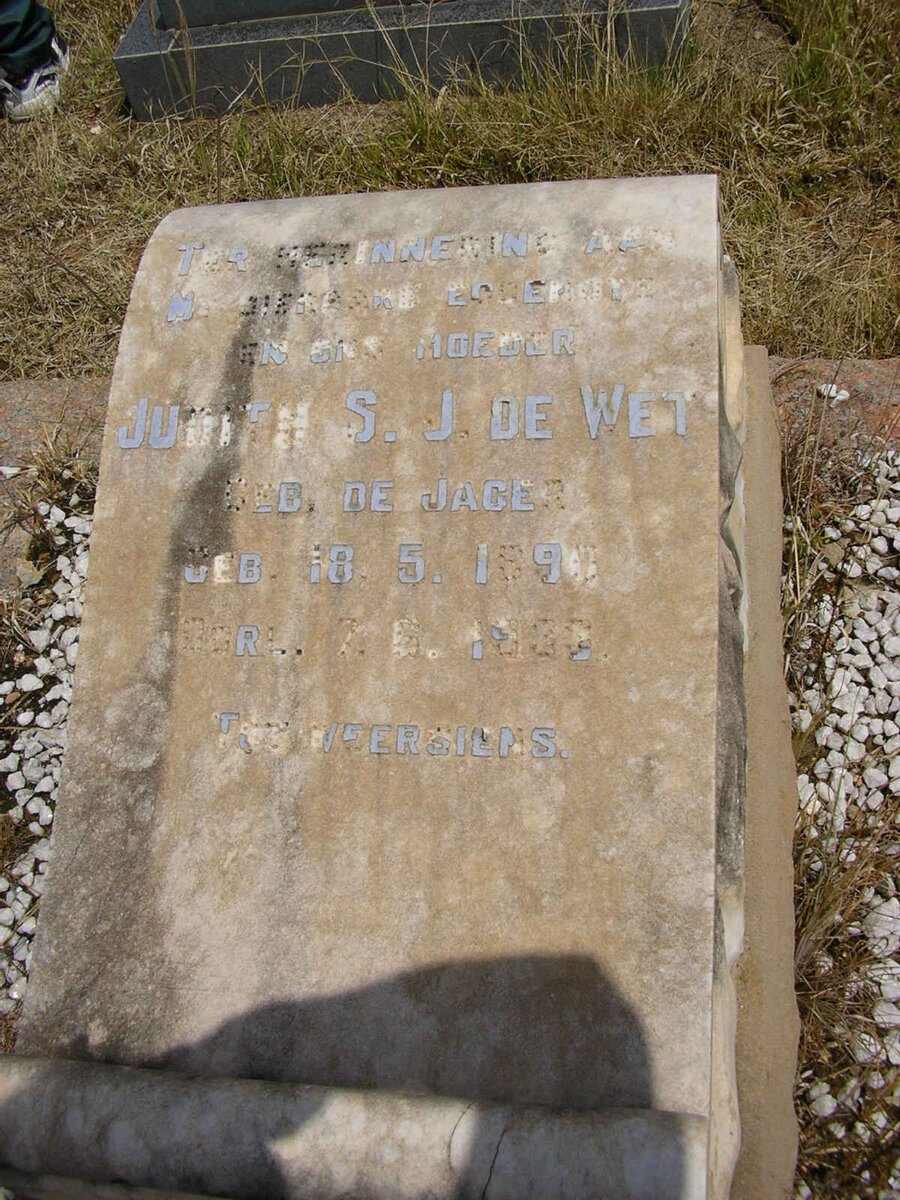 TER HERINNERING AAN
MY DIERBARE EGGENOTE
EN ONS MOEDER
JUDITH S. J. DE WET
GEB. DE JAGER
GEB. 18. 5. 1890
OORL. 7. 6.
TOT WEERSIENS.